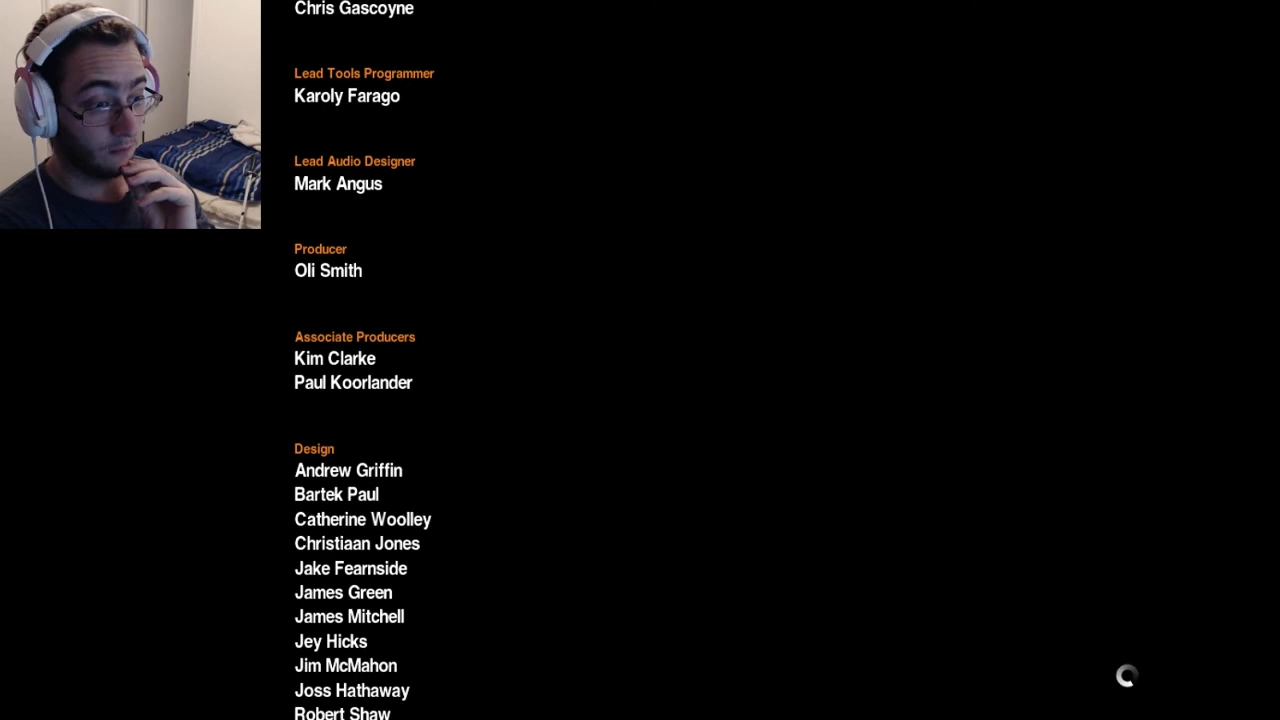 Chris Gascoyne
Lead Tools Programmer
Karoly Farago
Lead Audio Designer
Mark Angus
Producer
Oli Smith
Associate Producers
Kim Clarke
Paul Koorlander
Design
Andrew Griffin
Bartek Paul
Catherine Woolley
Christiaan Jones
Jake Fearnside
James Green
James Mitchell
Jey Hicks
Jim McMahon
Joss Hathaway
Robert Shaw